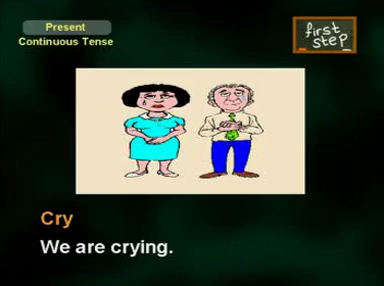 Present
Continuous Tense
first
step
Cry
We are crying.